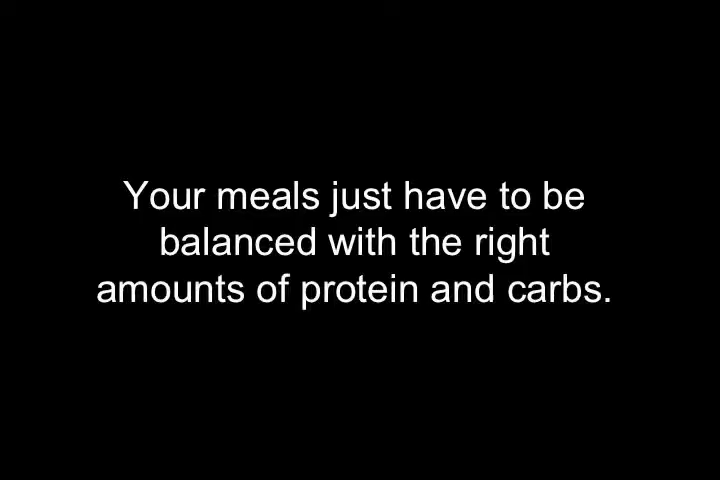 Your meals just have to be
balanced with the right
amounts of protein and carbs.